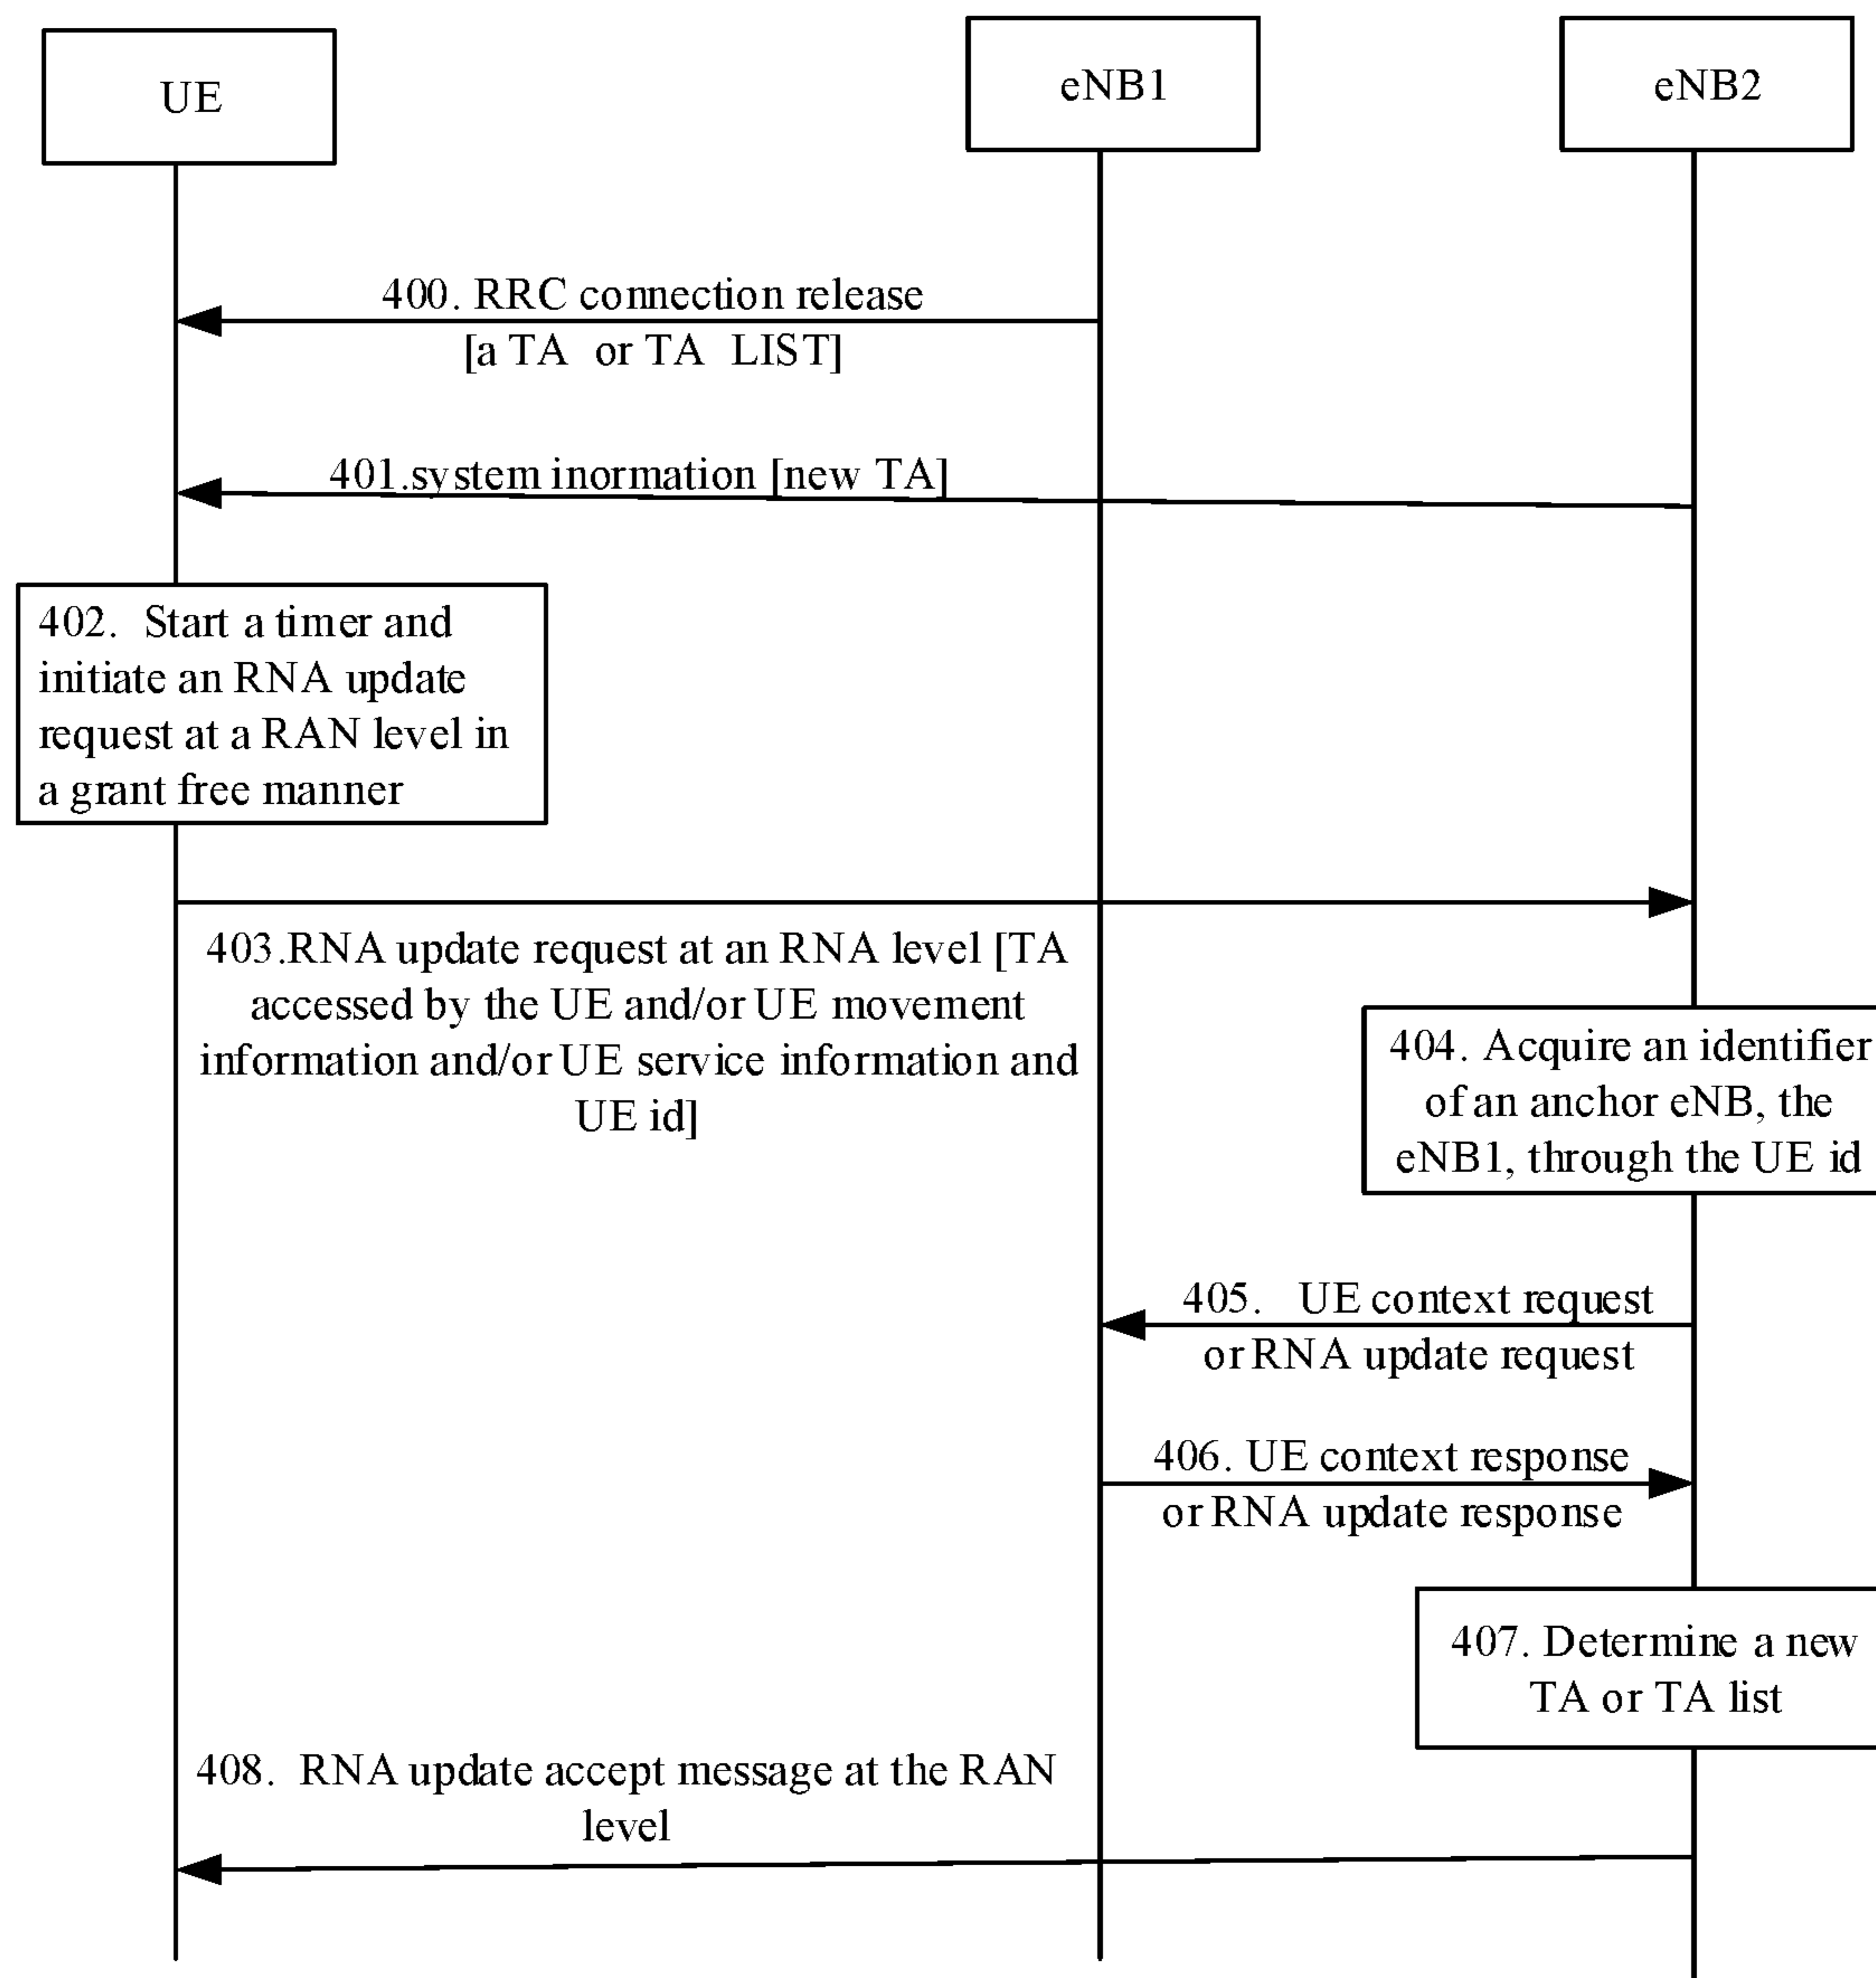 UE
eNB1
eNB2
400. RRC connection release
[a TA or TA LIST]
401.system inormation [new TA]
402. Start a timer and
initiate an RNA update
request at a RAN level in
a grant free manner
403.RNA update request at an RNA level [TA
accessed by the UE and/or UE movement
information and/or UE service information and
UE id]
404. Acquire an identifier
of an anchor eNB, the
eNB1, through the UE id
405. UE context request
or RNA update request
406. UE context response
or RNA update response
407. Determine a new
TA or TA list
408. RNA update accept message at the RAN
level